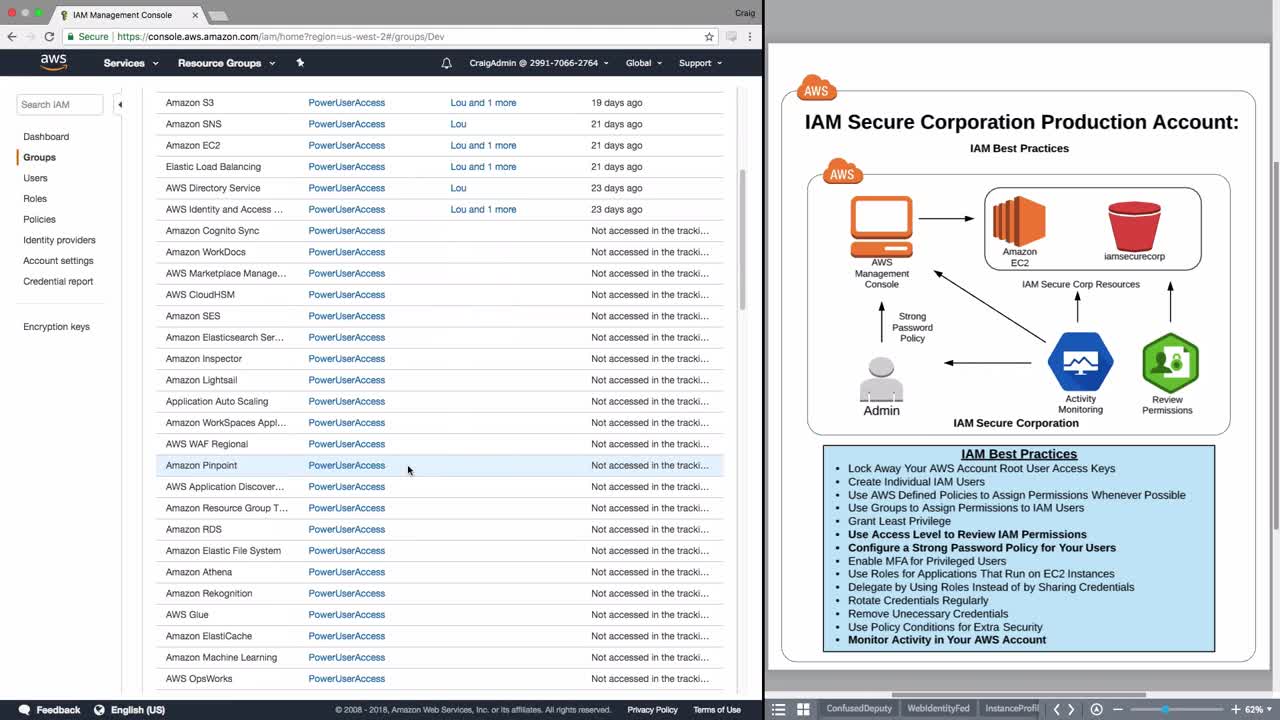 IAM Management Console
Craig
Secure | https://console.aws.amazon.com/iam/home?region=us-west-2#/groups/Dev
aws
Services
Resource Groups
CraigAdmin @ 2991-7066-2764
Global
Support
Search IAM
Dashboard
Groups
Users
Roles
Policies
Identity providers
Account settings
Credential report
Encryption keys
Amazon S3 PowerUserAccess Lou and 1 more 19 days ago
Amazon SNS PowerUserAccess Lou 21 days ago
Amazon EC2 PowerUserAccess Lou and 1 more 21 days ago
Elastic Load Balancing PowerUserAccess Lou and 1 more 21 days ago
AWS Directory Service PowerUserAccess Lou 23 days ago
AWS Identity and Access ... PowerUserAccess Lou and 1 more 23 days ago
Amazon Cognito Sync PowerUserAccess Not accessed in the tracki...
Amazon WorkDocs PowerUserAccess Not accessed in the tracki...
AWS Marketplace Manage... PowerUserAccess Not accessed in the tracki...
AWS CloudHSM PowerUserAccess Not accessed in the tracki...
Amazon SES PowerUserAccess Not accessed in the tracki...
Amazon Elasticsearch Ser... PowerUserAccess Not accessed in the tracki...
Amazon Inspector PowerUserAccess Not accessed in the tracki...
Amazon Lightsail PowerUserAccess Not accessed in the tracki...
Application Auto Scaling PowerUserAccess Not accessed in the tracki...
Amazon WorkSpaces Appl... PowerUserAccess Not accessed in the tracki...
AWS WAF Regional PowerUserAccess Not accessed in the tracki...
Amazon Pinpoint PowerUserAccess Not accessed in the tracki...
AWS Application Discover... PowerUserAccess Not accessed in the tracki...
Amazon Resource Group T... PowerUserAccess Not accessed in the tracki...
Amazon RDS PowerUserAccess Not accessed in the tracki...
Amazon Elastic File System PowerUserAccess Not accessed in the tracki...
Amazon Athena PowerUserAccess Not accessed in the tracki...
Amazon Rekognition PowerUserAccess Not accessed in the tracki...
AWS Glue PowerUserAccess Not accessed in the tracki...
Amazon ElastiCache PowerUserAccess Not accessed in the tracki...
Amazon Machine Learning PowerUserAccess Not accessed in the tracki...
AWS OpsWorks PowerUserAccess Not accessed in the tracki...
Feedback
English (US)
© 2008 - 2018, Amazon Web Services, Inc. or its affiliates. All rights reserved.
Privacy Policy
Terms of Use
AWS
IAM Secure Corporation Production Account:
IAM Best Practices
AWS
AWS
Management
Console
Amazon
EC2
iamsecurecorp
IAM Secure Corp Resources
Strong
Password
Policy
Admin
Activity
Monitoring
Review
Permissions
IAM Secure Corporation
IAM Best Practices
• Lock Away Your AWS Account Root User Access Keys
• Create Individual IAM Users
• Use AWS Defined Policies to Assign Permissions Whenever Possible
• Use Groups to Assign Permissions to IAM Users
• Grant Least Privilege
• Use Access Level to Review IAM Permissions
• Configure a Strong Password Policy for Your Users
• Enable MFA for Privileged Users
• Use Roles for Applications That Run on EC2 Instances
• Delegate by Using Roles Instead of by Sharing Credentials
• Rotate Credentials Regularly
• Remove Unecessary Credentials
• Use Policy Conditions for Extra Security
• Monitor Activity in Your AWS Account
ConfusedDeputy
WebIdentityFed
InstanceProfil
62%